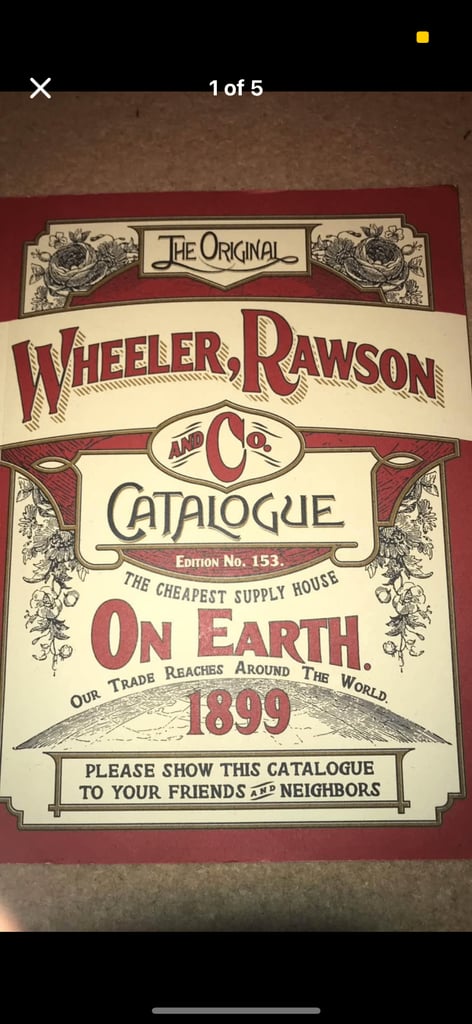 1 of 5
THE ORIGINAL
WHEELER, RAWSON
AND CO.
CATALOGUE
EDITION NO. 153.
THE CHEAPEST SUPPLY HOUSE
ON EARTH.
OUR TRADE REACHES AROUND THE WORLD.
1899
PLEASE SHOW THIS CATALOGUE
TO YOUR FRIENDS AND NEIGHBORS